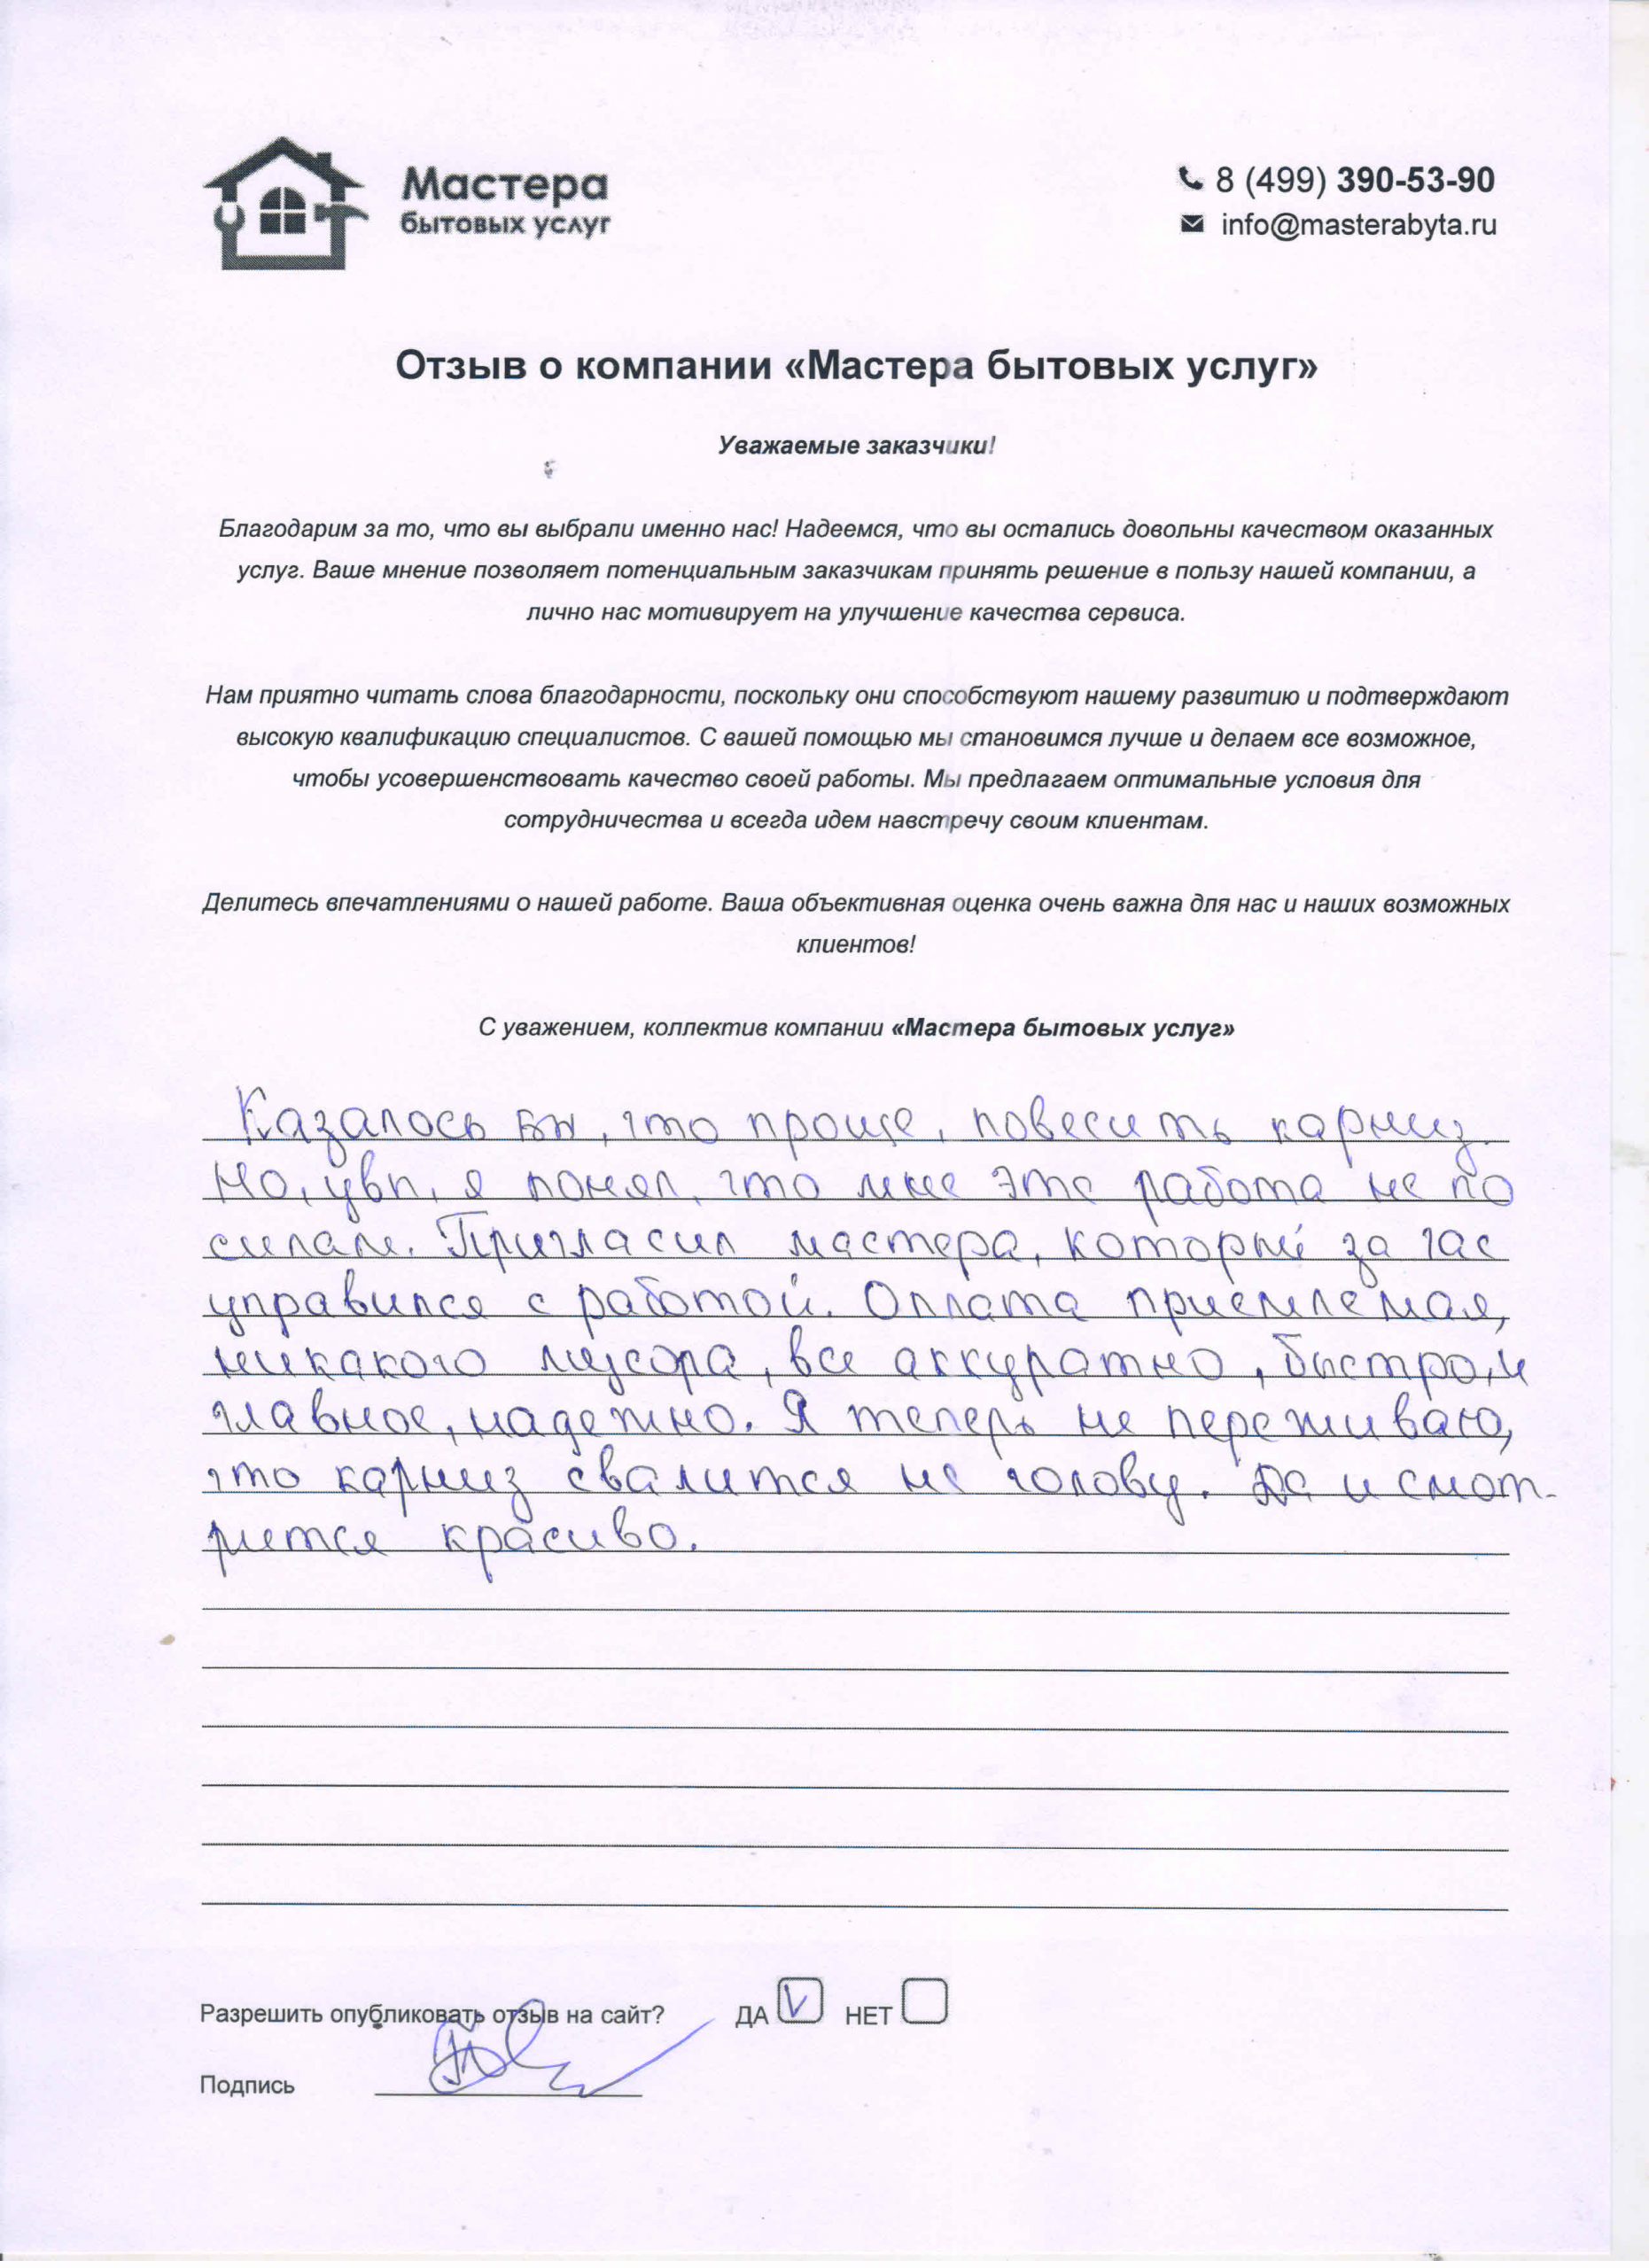 Мастера
бытовых услуг
8 (499) 390-53-90
info@masterabyta.ru
Отзыв о компании «Мастера бытовых услуг»
Уважаемые заказчики!
Благодарим за то, что вы выбрали именно нас! Надеемся, что вы остались довольны качеством оказанных
услуг. Ваше мнение позволяет потенциальным заказчикам принять решение в пользу нашей компании, а
лично нас мотивирует на улучшение качества сервиса.
Нам приятно читать слова благодарности, поскольку они способствуют нашему развитию и подтверждают
высокую квалификацию специалистов. С вашей помощью мы становимся лучше и делаем все возможное,
чтобы усовершенствовать качество своей работы. Мы предлагаем оптимальные условия для
сотрудничества и всегда идем навстречу своим клиентам.
Делитесь впечатлениями о нашей работе. Ваша объективная оценка очень важна для нас и наших возможных
клиентов!
С уважением, коллектив компании «Мастера бытовых услуг»
Казалось бы, что проще, повесить карниз.
Но, увы, я понял, что мне эта работа не по
силам. Пригласил мастера, который за час
управился с работой. Оплата приемлемая,
никакого мусора, все аккуратно, быстро, и
главное, надежно. Я теперь не переживаю,
что карниз свалится на голову. Да и смот-
рится красиво.
Разрешить опубликовать отзыв на сайт? ДА V НЕТ
Подпись